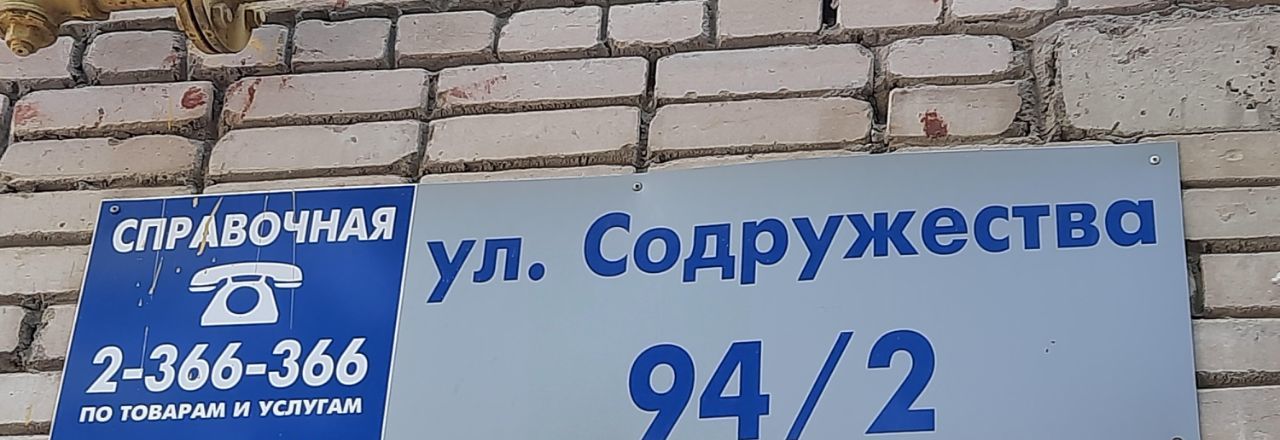 СПРАВОЧНАЯ
2-366-366
ПО ТОВАРАМ И УСЛУГАМ
ул. Содружества
94/2